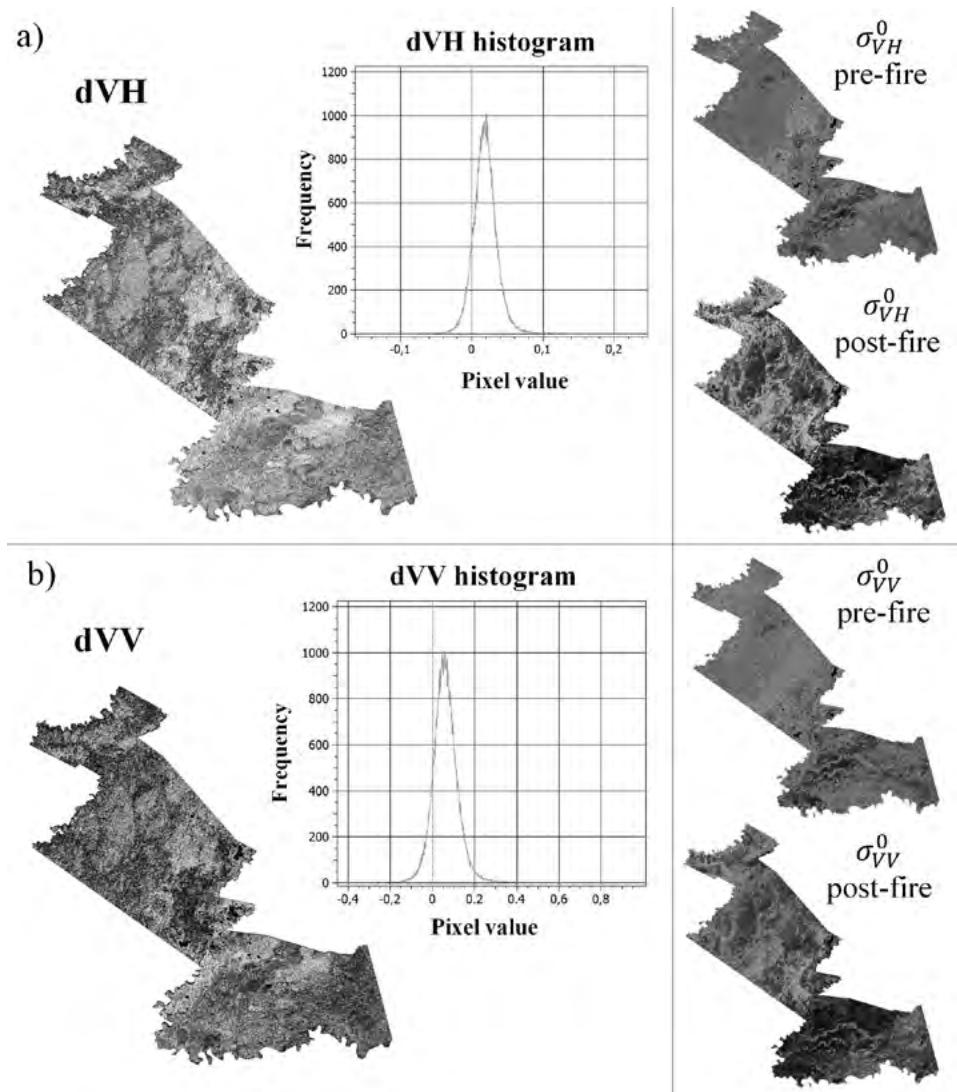 a)
dVH
dVH histogram
Frequency
1200
1000
800
600
400
200
0
-0,1
0
0,1
0,2
Pixel value
σ⁰VH
pre-fire
σ⁰VH
post-fire
b)
dVV
dVV histogram
Frequency
1200
1000
800
600
400
200
0
-0,4
-0,2
0
0,2
0,4
0,6
0,8
Pixel value
σ⁰VV
pre-fire
σ⁰VV
post-fire